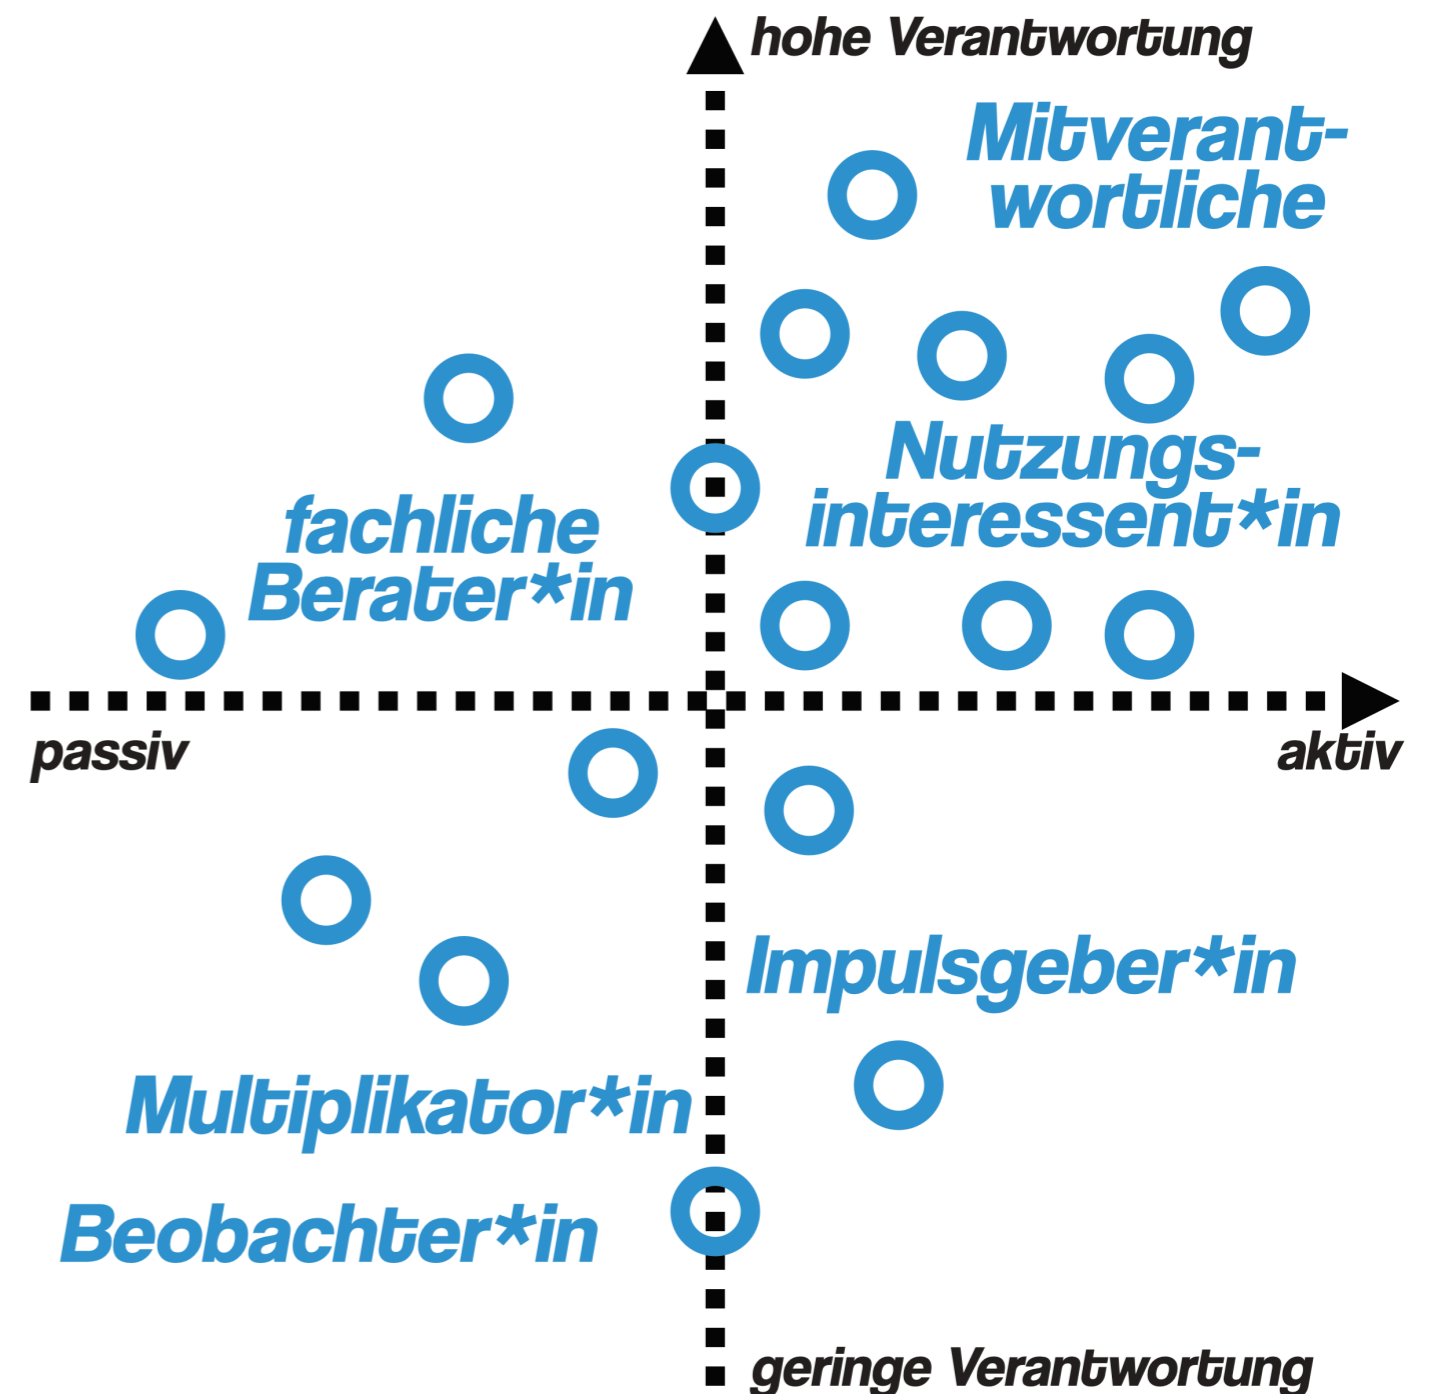 hohe Verantwortung
Mitverant-
wortliche
Nutzungs-
interessent*in
fachliche
Berater*in
passiv
aktiv
Impulsgeber*in
Multiplikator*in
Beobachter*in
geringe Verantwortung